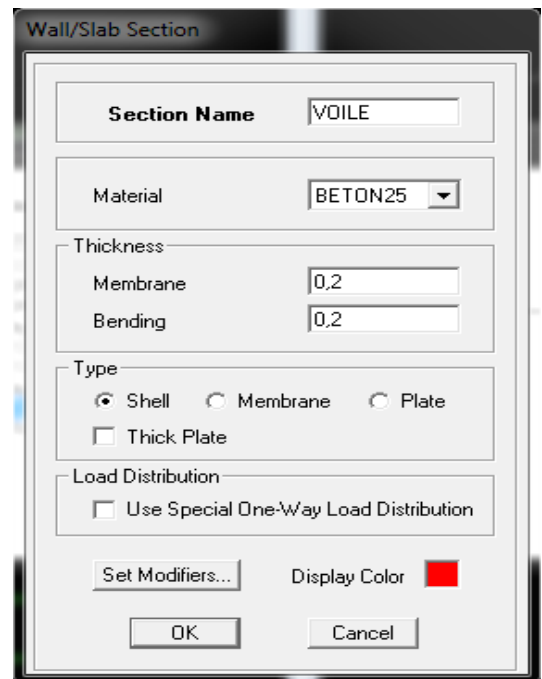 Wall/Slab Section
Section Name VOILE
Material BETON25
Thickness
Membrane 0,2
Bending 0,2
Type
Shell Membrane Plate
Thick Plate
Load Distribution
Use Special One-Way Load Distribution
Set Modifiers... Display Color
OK Cancel